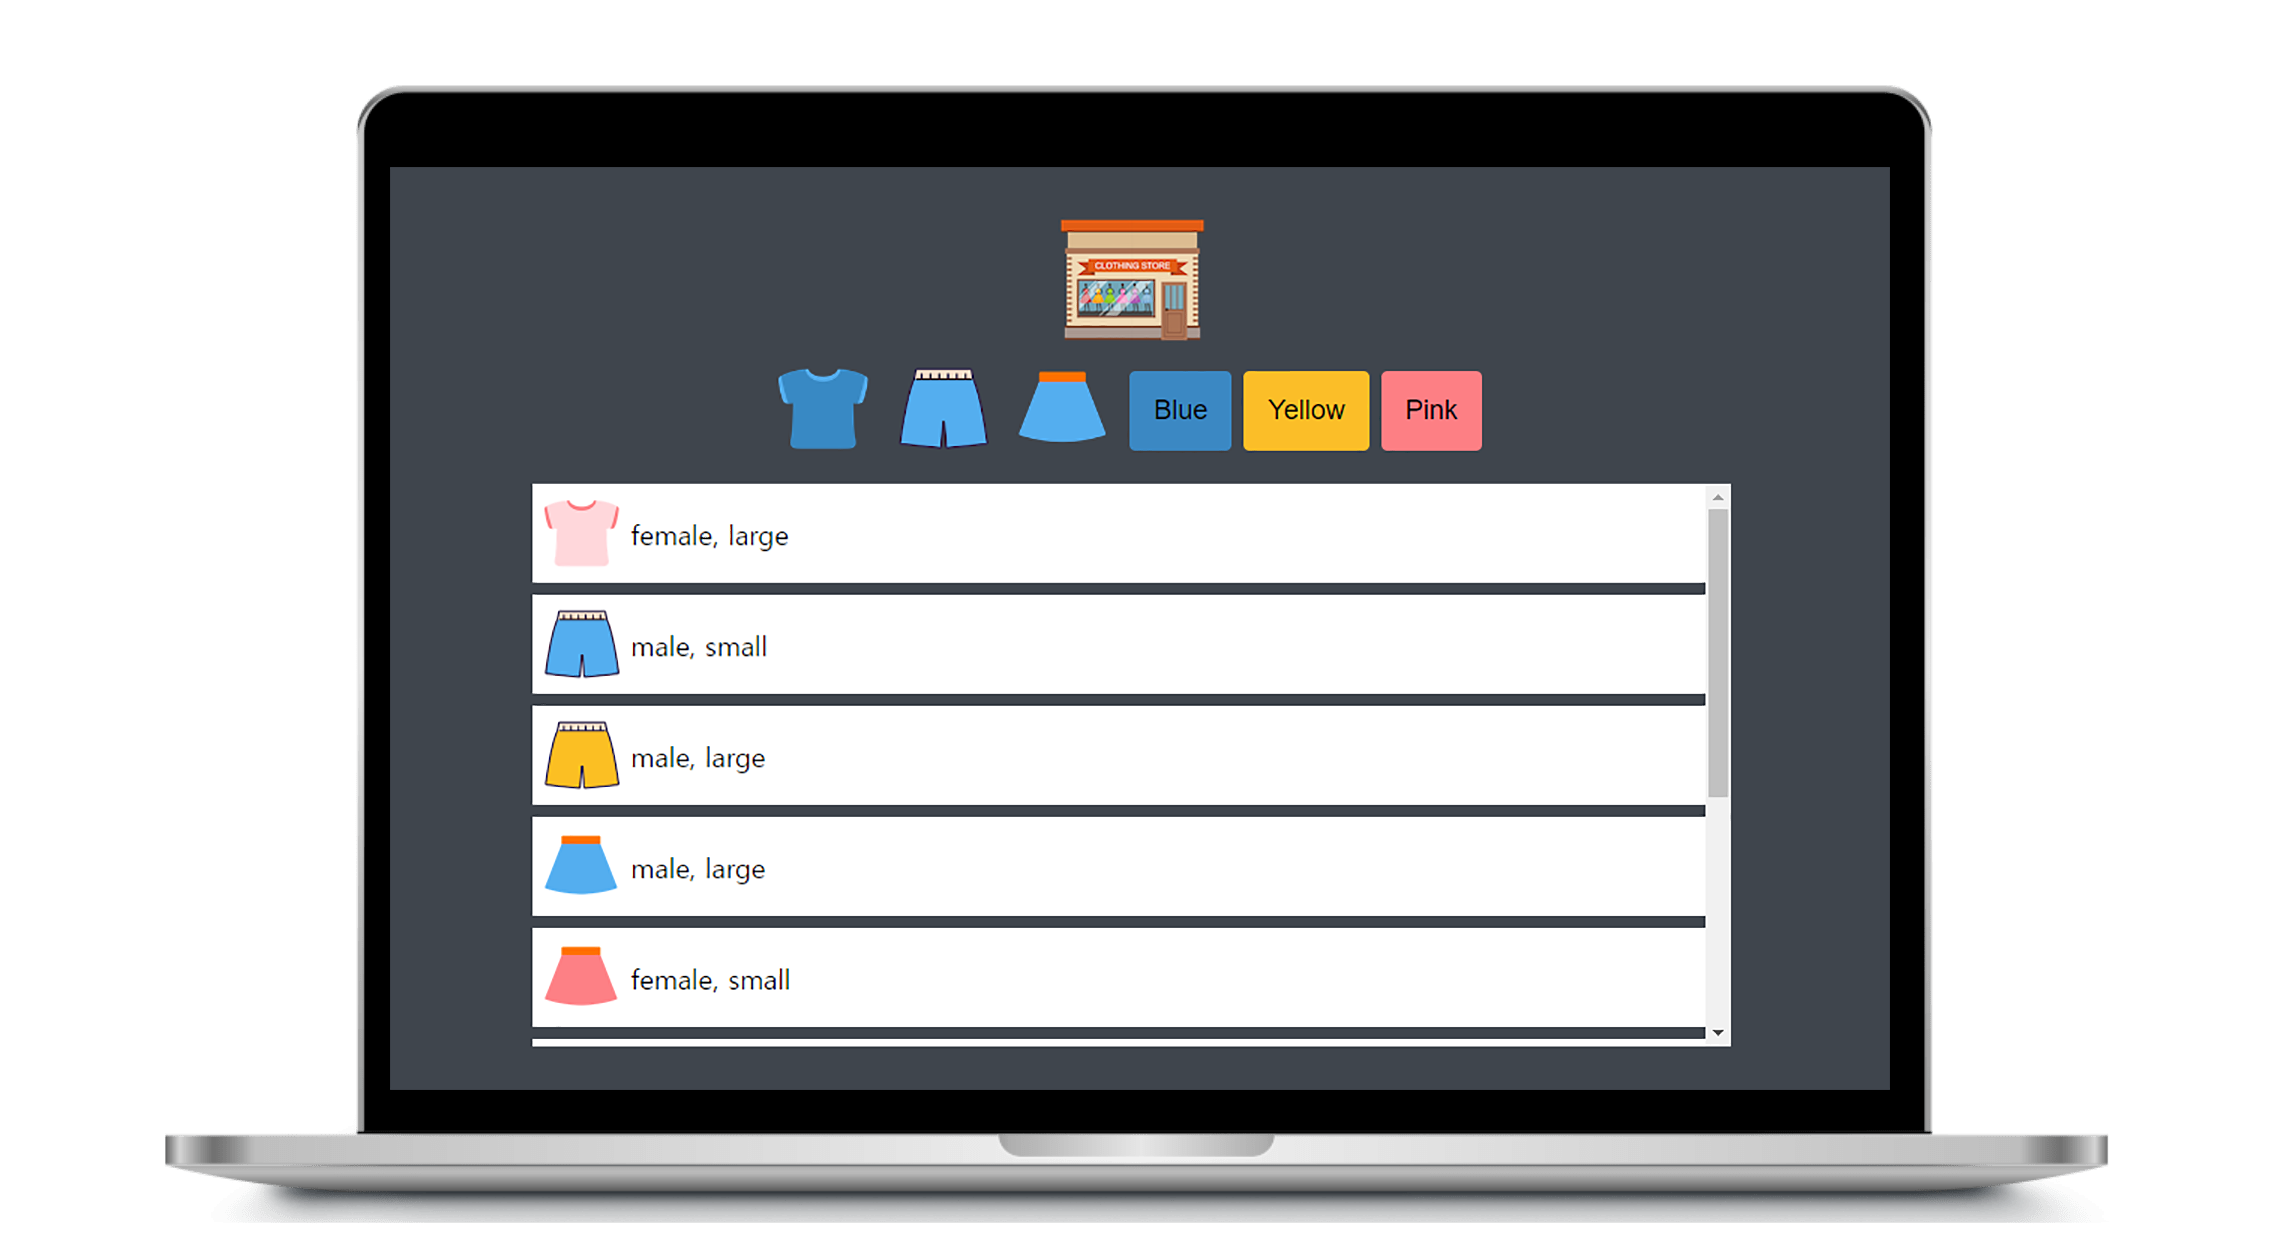 CLOTHING STORE
Blue
Yellow
Pink
female, large
male, small
male, large
male, large
female, small